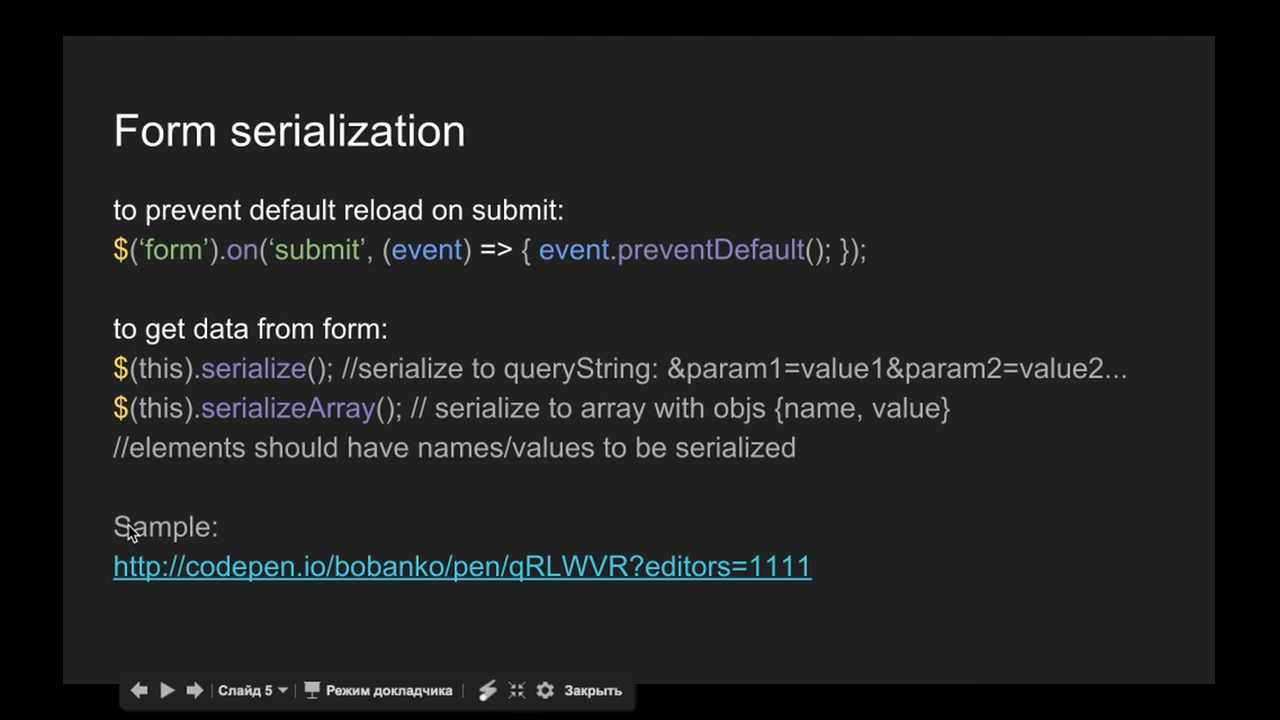 Form serialization
to prevent default reload on submit:
$(‘form’).on(‘submit’, (event) => { event.preventDefault(); });
to get data from form:
$(this).serialize(); //serialize to queryString: &param1=value1&param2=value2...
$(this).serializeArray(); // serialize to array with objs {name, value}
//elements should have names/values to be serialized
Sample:
http://codepen.io/bobanko/pen/qRLWVR?editors=1111
Слайд 5 Режим докладчика Закрыть